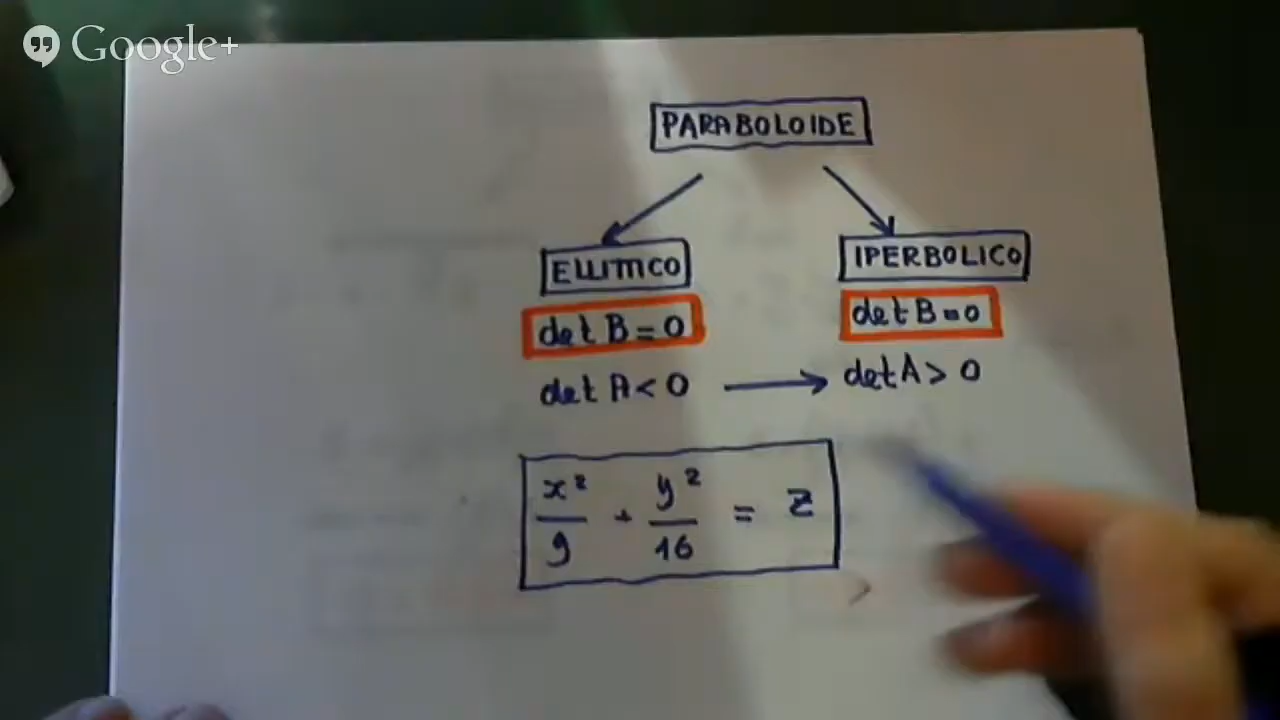 Google+
PARABOLOIDE
ELLITTICO
IPERBOLICO
det B = 0
det B = 0
det A < 0 → det A > 0
x² / 9 + y² / 16 = z